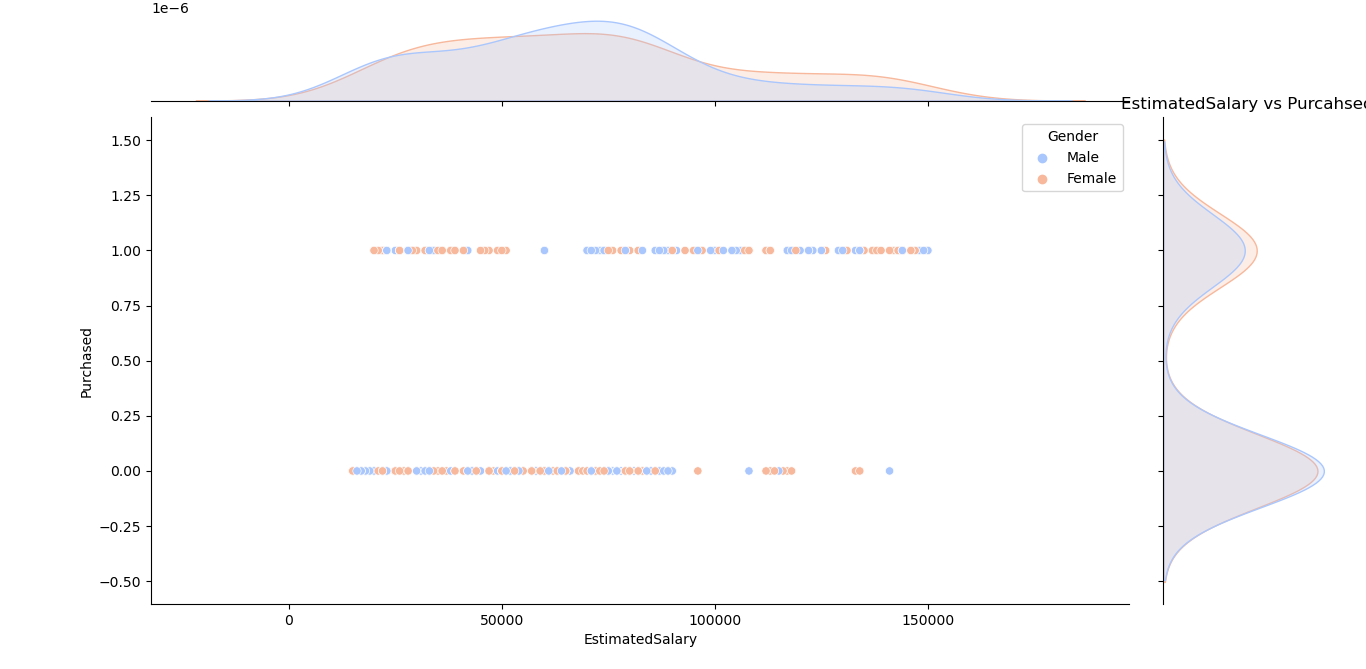 1e−6
EstimatedSalary vs Purcahsed
Gender
Male
Female
1.50
1.25
1.00
0.75
0.50
0.25
0.00
−0.25
−0.50
Purchased
0
50000
100000
150000
EstimatedSalary